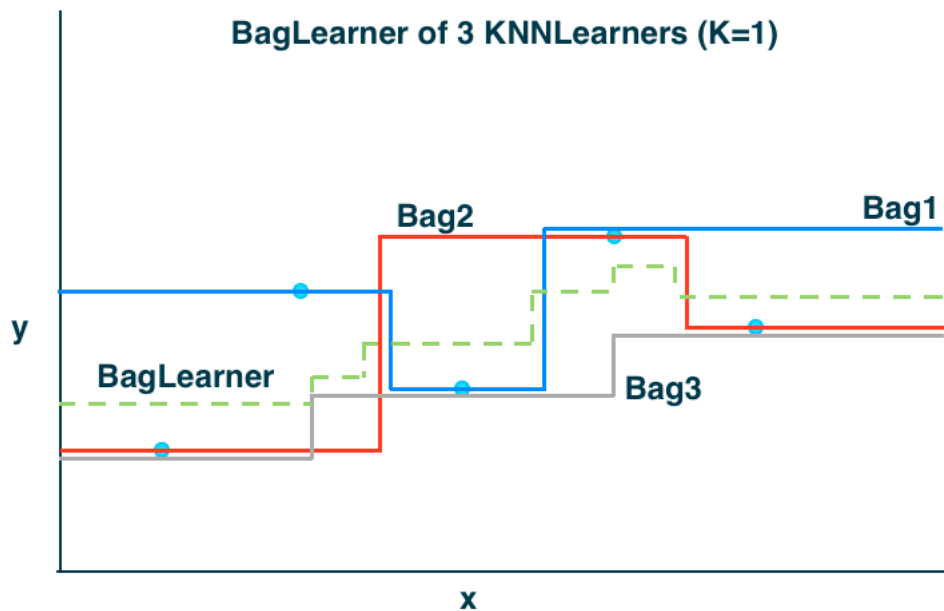 BagLearner of 3 KNNLearners (K=1)
Bag2
Bag1
y
BagLearner
Bag3
x